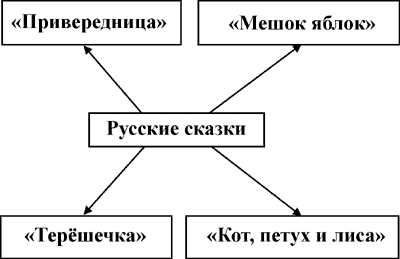 «Привередница»
«Мешок яблок»
Русские сказки
«Терёшечка»
«Кот, петух и лиса»